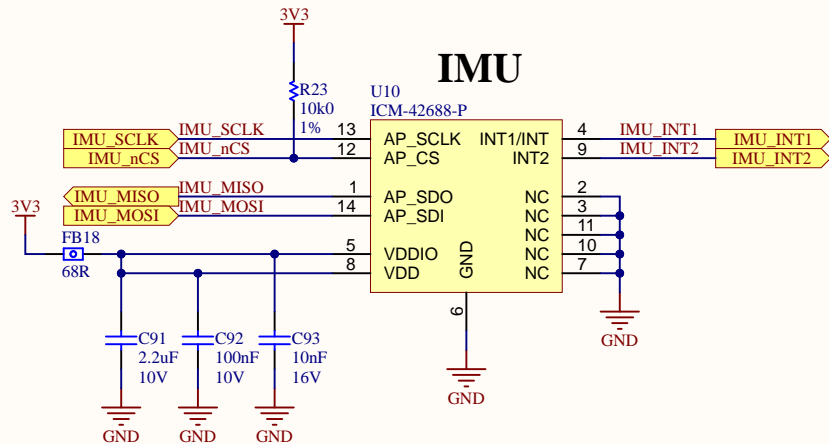 3V3
IMU
R23
10k0
1%
U10
ICM-42688-P
IMU_SCLK IMU_SCLK 13 AP_SCLK INT1/INT 4 IMU_INT1 IMU_INT1
IMU_nCS IMU_nCS 12 AP_CS INT2 9 IMU_INT2 IMU_INT2
IMU_MISO IMU_MISO 1 AP_SDO NC 2
IMU_MOSI IMU_MOSI 14 AP_SDI NC 3
NC 11
3V3
FB18
68R
5 VDDIO NC 10
8 VDD NC 7
GND
6
C91
2.2uF
10V
C92
100nF
10V
C93
10nF
16V
GND
GND
GND
GND
GND